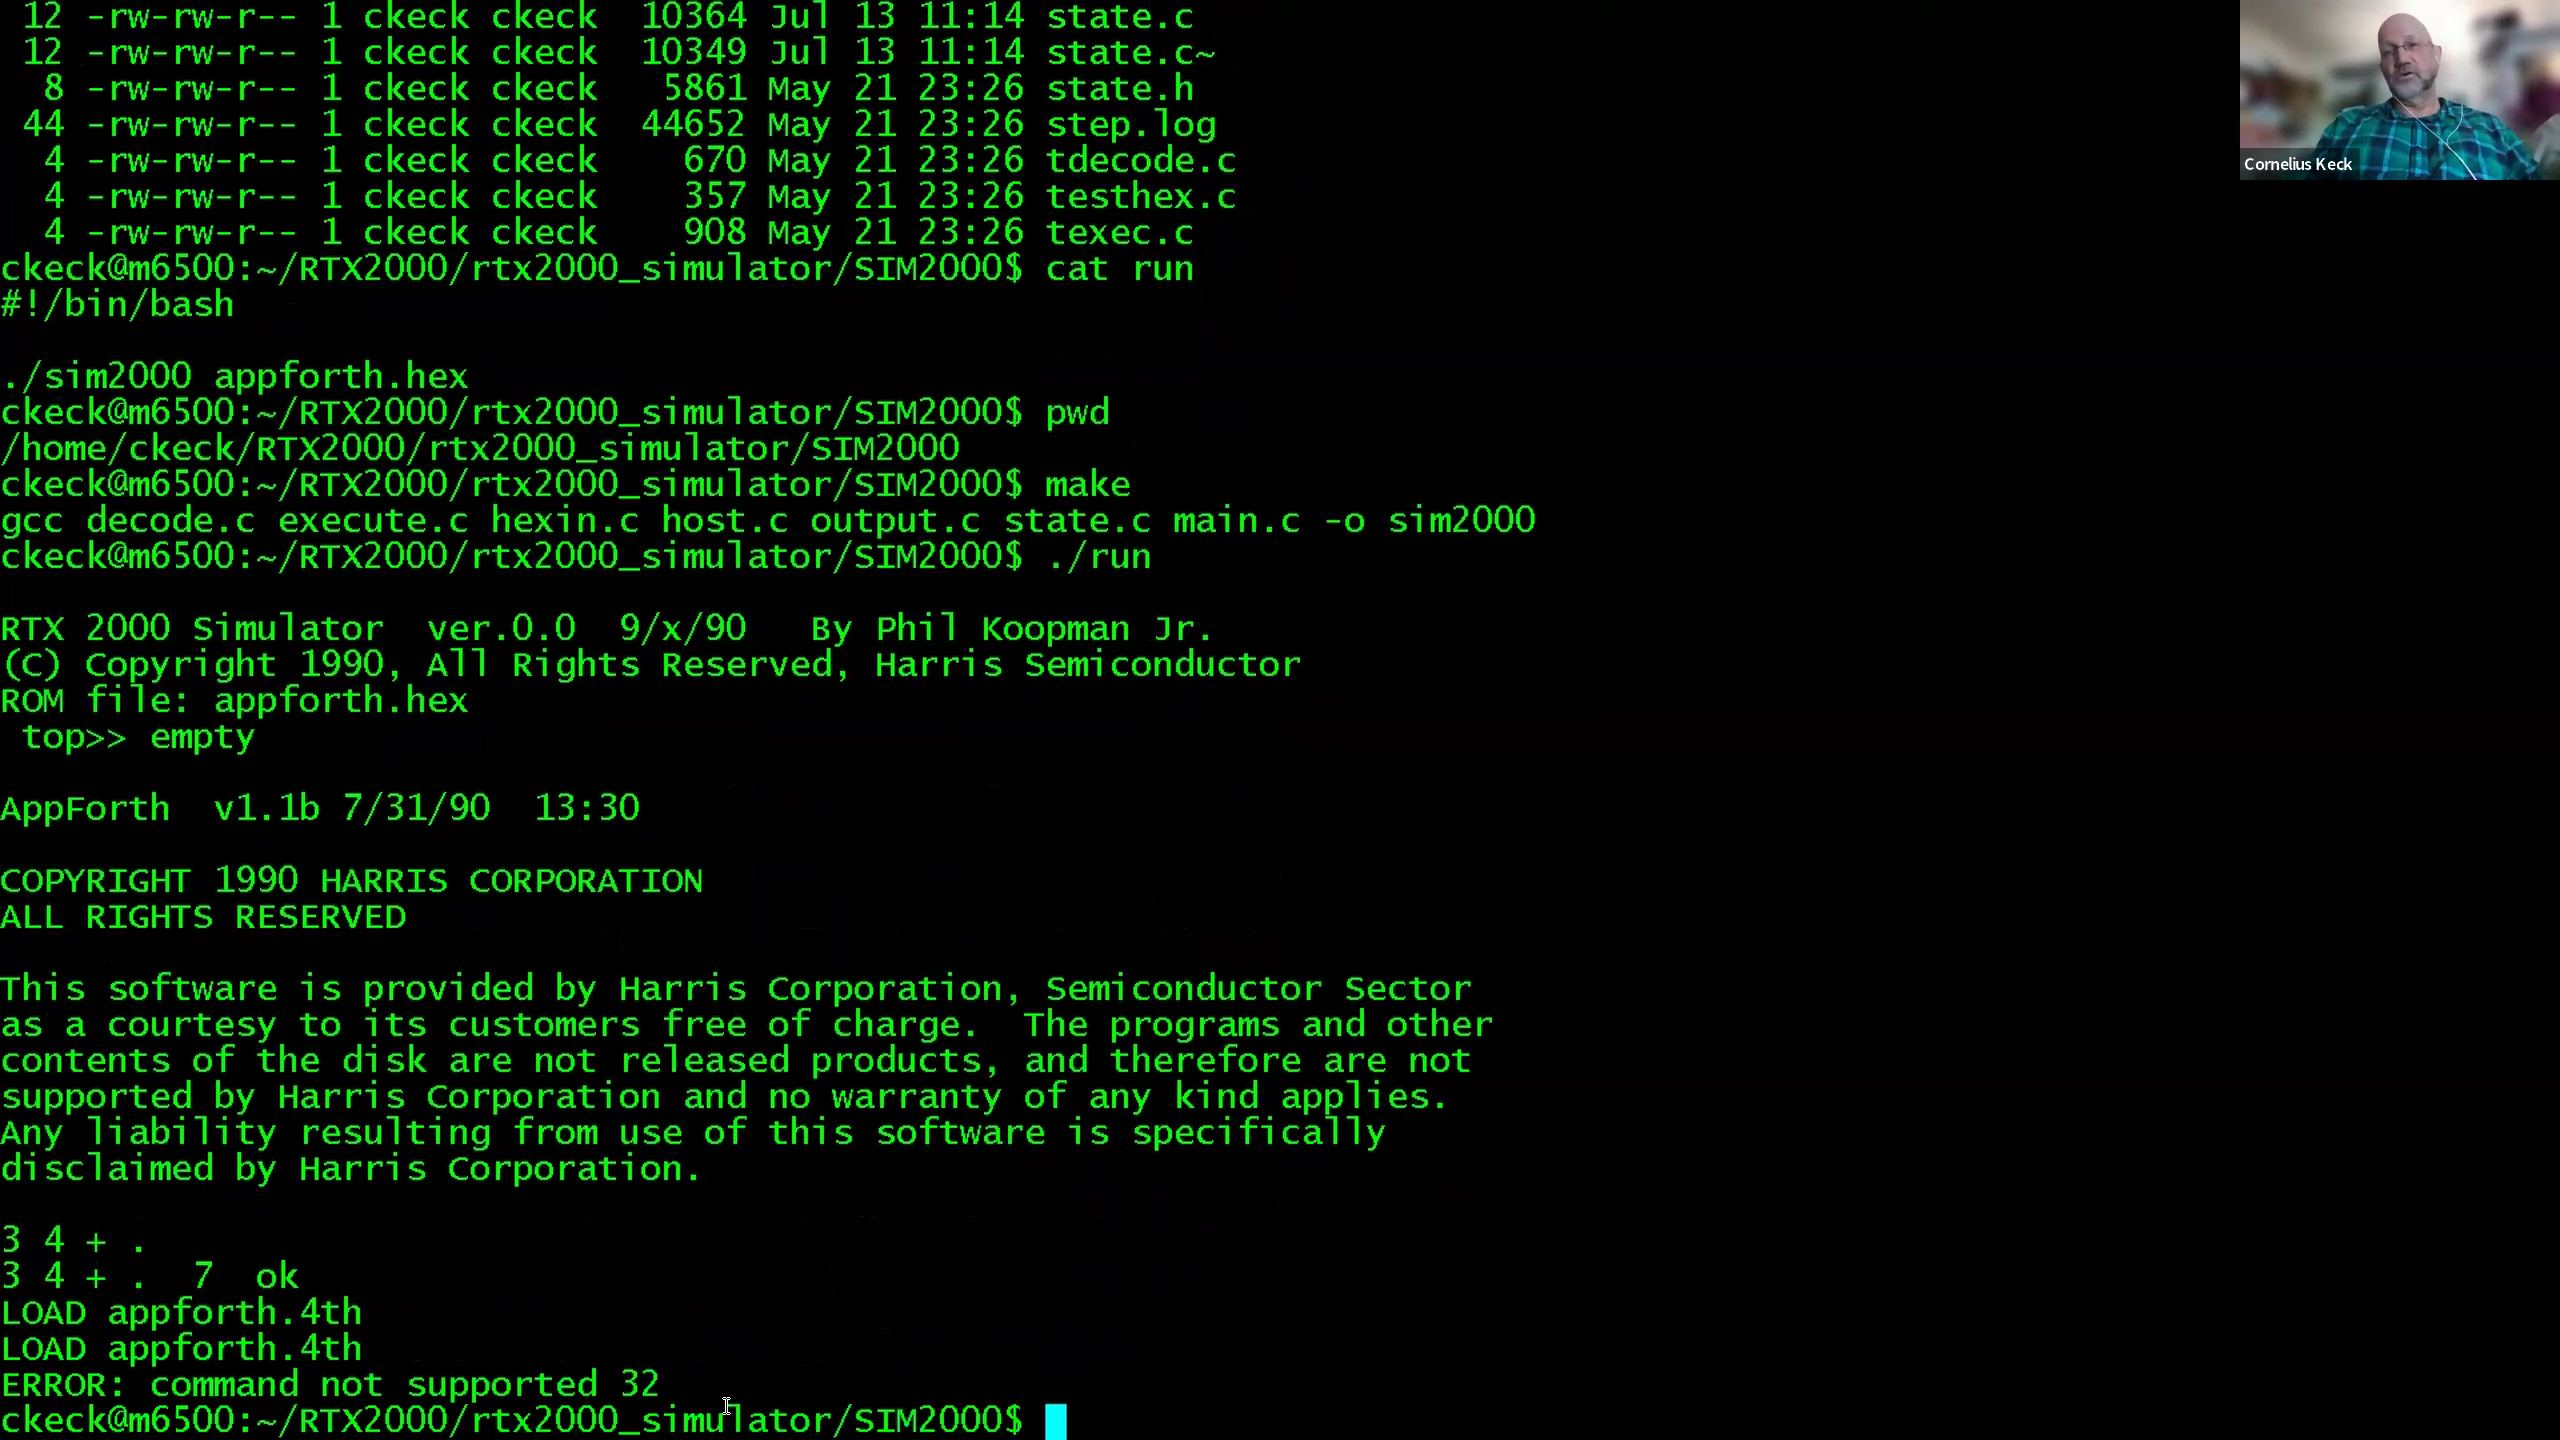 12 -rw-rw-r-- 1 ckeck ckeck  10364 Jul 13 11:14 state.c
12 -rw-rw-r-- 1 ckeck ckeck  10349 Jul 13 11:14 state.c~
8 -rw-rw-r-- 1 ckeck ckeck   5861 May 21 23:26 state.h
44 -rw-rw-r-- 1 ckeck ckeck  44652 May 21 23:26 step.log
4 -rw-rw-r-- 1 ckeck ckeck    670 May 21 23:26 tdecode.c
Cornelius Keck
4 -rw-rw-r-- 1 ckeck ckeck    357 May 21 23:26 testhex.c
4 -rw-rw-r-- 1 ckeck ckeck    908 May 21 23:26 texec.c
ckeck@m6500:~/RTX2000/rtx2000_simulator/SIM2000$ cat run
#!/bin/bash
./sim2000 appforth.hex
ckeck@m6500:~/RTX2000/rtx2000_simulator/SIM2000$ pwd
/home/ckeck/RTX2000/rtx2000_simulator/SIM2000
ckeck@m6500:~/RTX2000/rtx2000_simulator/SIM2000$ make
gcc decode.c execute.c hexin.c host.c output.c state.c main.c -o sim2000
ckeck@m6500:~/RTX2000/rtx2000_simulator/SIM2000$ ./run
RTX 2000 Simulator  ver.0.0  9/x/90   By Phil Koopman Jr.
(C) Copyright 1990, All Rights Reserved, Harris Semiconductor
ROM file: appforth.hex
top>> empty
AppForth  v1.1b 7/31/90  13:30
COPYRIGHT 1990 HARRIS CORPORATION
ALL RIGHTS RESERVED
This software is provided by Harris Corporation, Semiconductor Sector
as a courtesy to its customers free of charge.  The programs and other
contents of the disk are not released products, and therefore are not
supported by Harris Corporation and no warranty of any kind applies.
Any liability resulting from use of this software is specifically
disclaimed by Harris Corporation.
3 4 + .
3 4 + .  7  ok
LOAD appforth.4th
LOAD appforth.4th
ERROR: command not supported 32
ckeck@m6500:~/RTX2000/rtx2000_simulator/SIM2000$